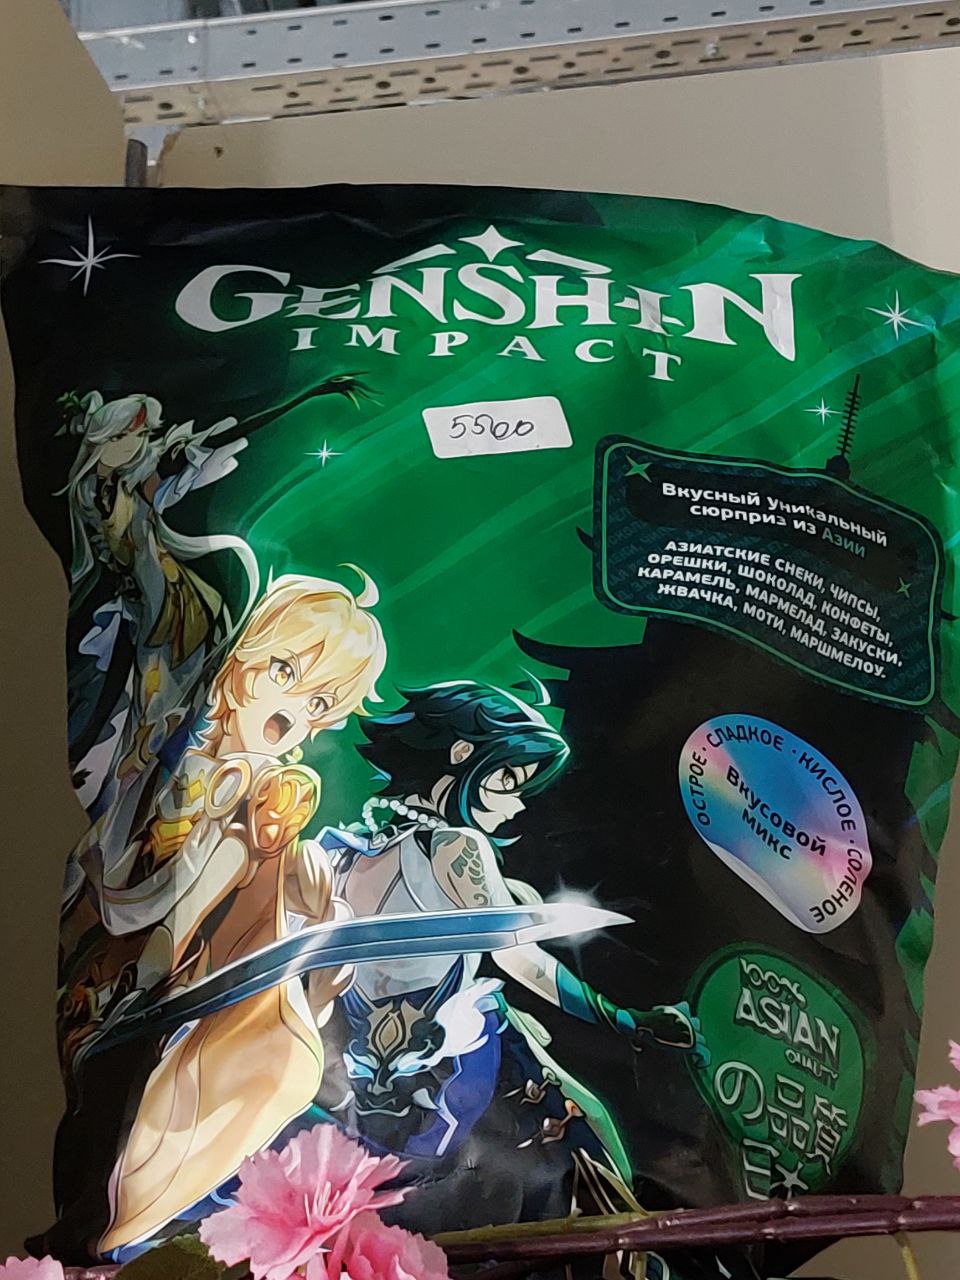 GENSHIN
IMPACT
5500
Вкусный уникальный
сюрприз из Азии
АЗИАТСКИЕ СНЕКИ, ЧИПСЫ,
ОРЕШКИ, ШОКОЛАД, КОНФЕТЫ,
КАРАМЕЛЬ, МАРМЕЛАД, ЗАКУСКИ,
ЖВАЧКА, МОТИ, МАРШМЕЛОУ.
ОСТРОЕ · СЛАДКОЕ · КИСЛОЕ · СОЛЕНОЕ
Вкусовой
микс
100%
ASIAN
QUALITY